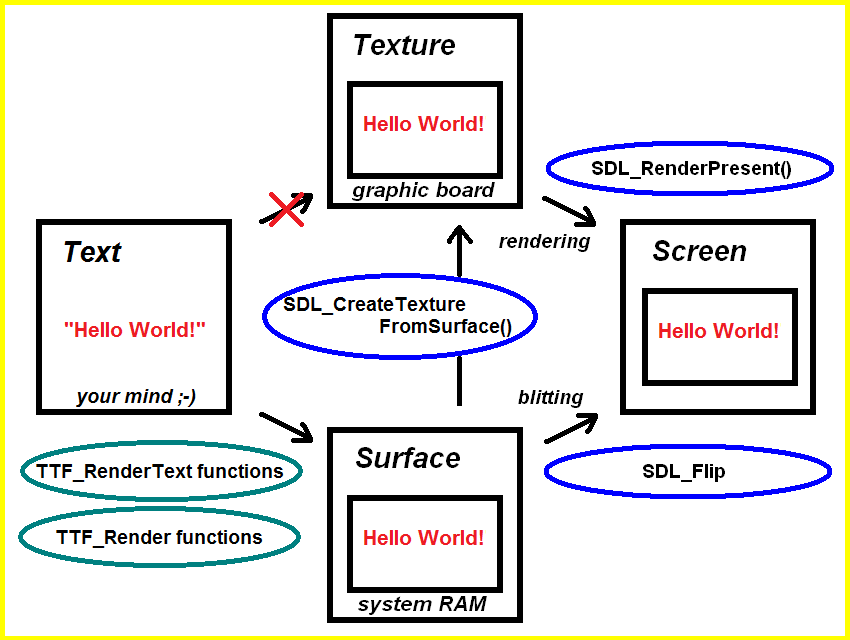 Texture
Hello World!
graphic board
SDL_RenderPresent()
rendering
Text
"Hello World!"
your mind ;-)
SDL_CreateTexture
FromSurface()
Screen
Hello World!
blitting
TTF_RenderText functions
TTF_Render functions
Surface
Hello World!
system RAM
SDL_Flip